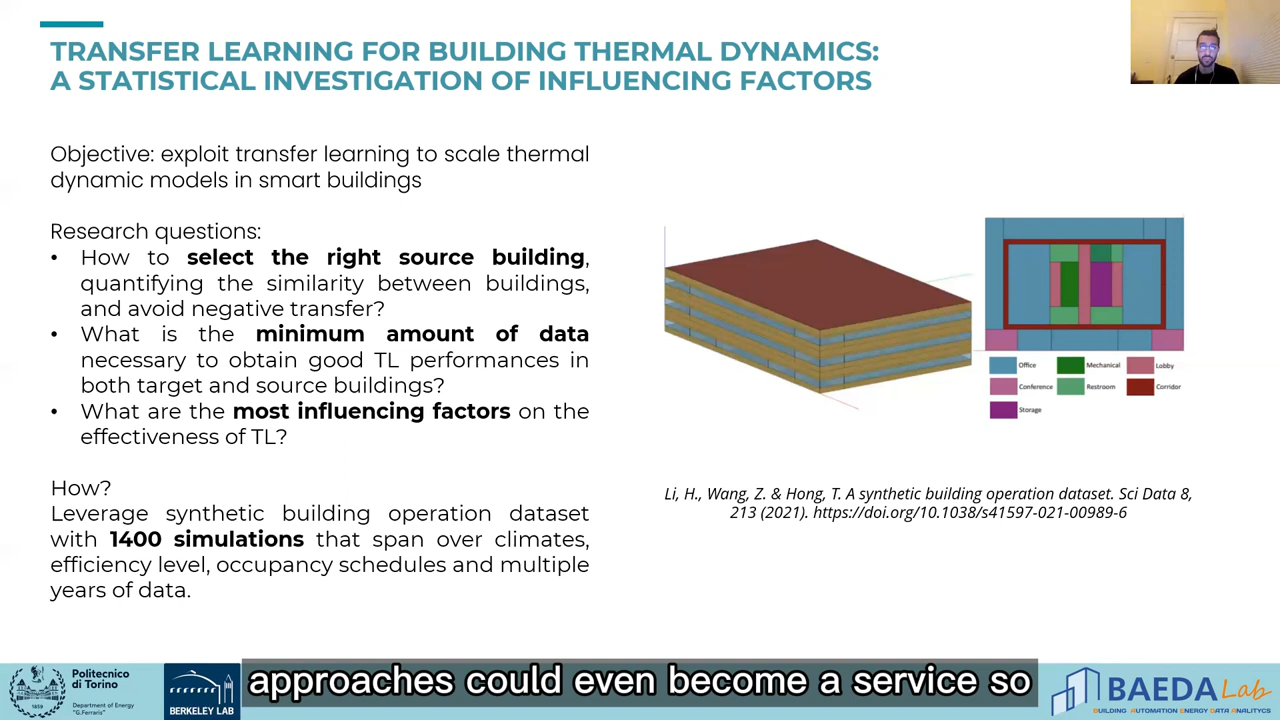 TRANSFER LEARNING FOR BUILDING THERMAL DYNAMICS:
A STATISTICAL INVESTIGATION OF INFLUENCING FACTORS
Objective: exploit transfer learning to scale thermal
dynamic models in smart buildings
Research questions:
• How to select the right source building,
quantifying the similarity between buildings,
and avoid negative transfer?
• What is the minimum amount of data
necessary to obtain good TL performances in
both target and source buildings?
• What are the most influencing factors on the
effectiveness of TL?
How?
Leverage synthetic building operation dataset
with 1400 simulations that span over climates,
efficiency level, occupancy schedules and multiple
years of data.
Office
Mechanical
Lobby
Conference
Restroom
Corridor
Storage
Li, H., Wang, Z. & Hong, T. A synthetic building operation dataset. Sci Data 8,
213 (2021). https://doi.org/10.1038/s41597-021-00989-6
approaches could even become a service so
1859
Politecnico
di Torino
Department of Energy
"G.Ferraris"
BERKELEY LAB
BAEDA Lab
BUILDING AUTOMATION ENERGY DATA ANALITYCS